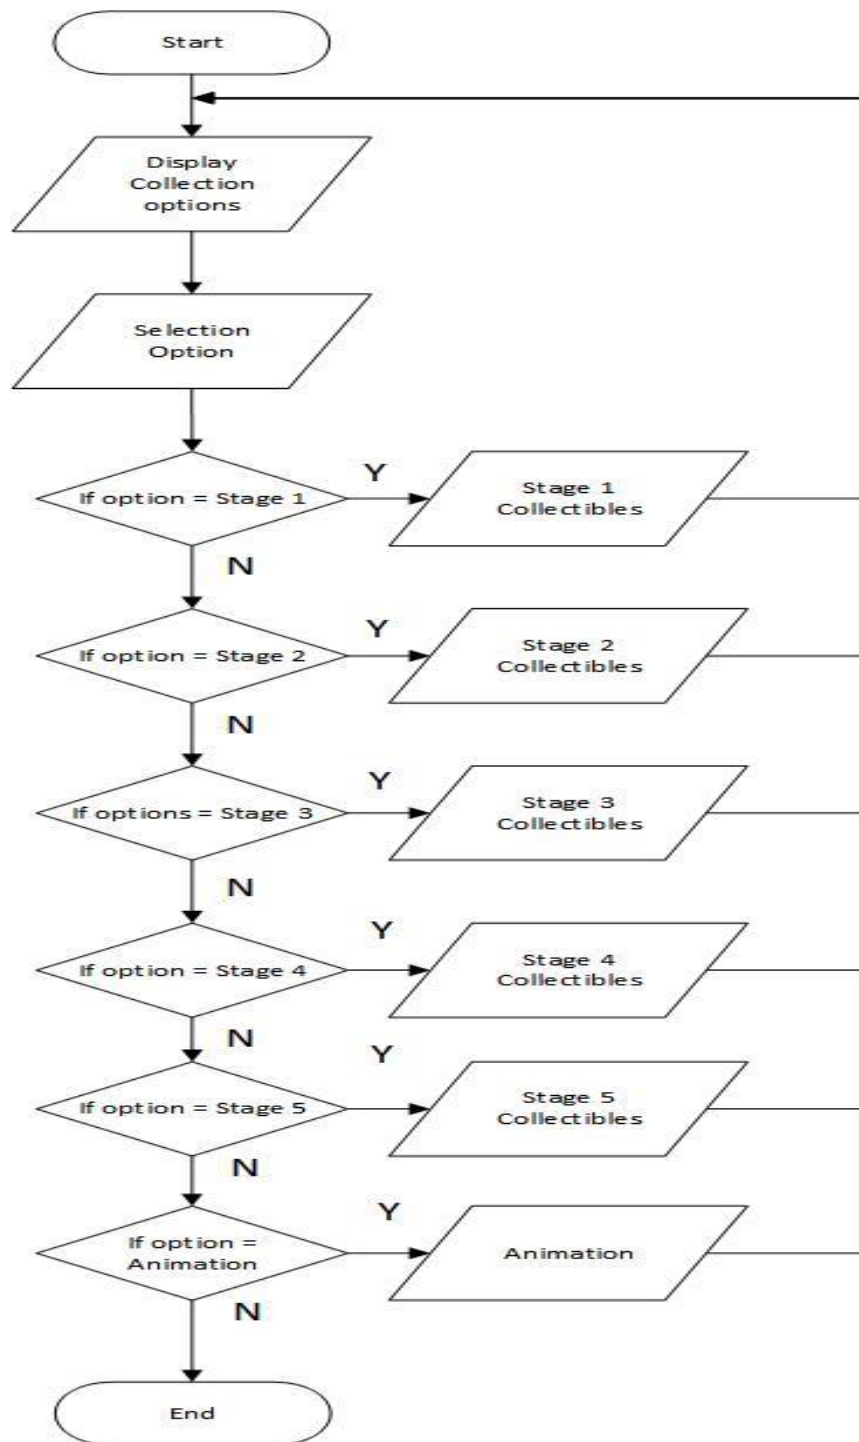 Start
Display
Collection
options
Selection
Option
If option = Stage 1
Y
Stage 1
Collectibles
N
If option = Stage 2
Y
Stage 2
Collectibles
N
If options = Stage 3
Y
Stage 3
Collectibles
N
If option = Stage 4
Y
Stage 4
Collectibles
N
If option = Stage 5
Y
Stage 5
Collectibles
N
If option =
Animation
Y
Animation
N
End